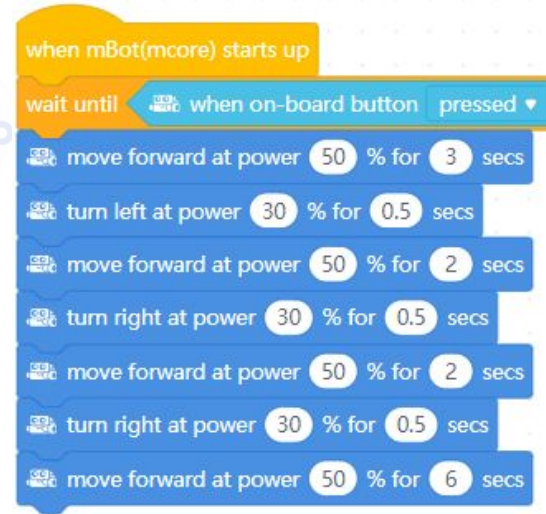 when mBot(mcore) starts up
wait until when on-board button pressed ▾
move forward at power 50 % for 3 secs
turn left at power 30 % for 0.5 secs
move forward at power 50 % for 2 secs
turn right at power 30 % for 0.5 secs
move forward at power 50 % for 2 secs
turn right at power 30 % for 0.5 secs
move forward at power 50 % for 6 secs